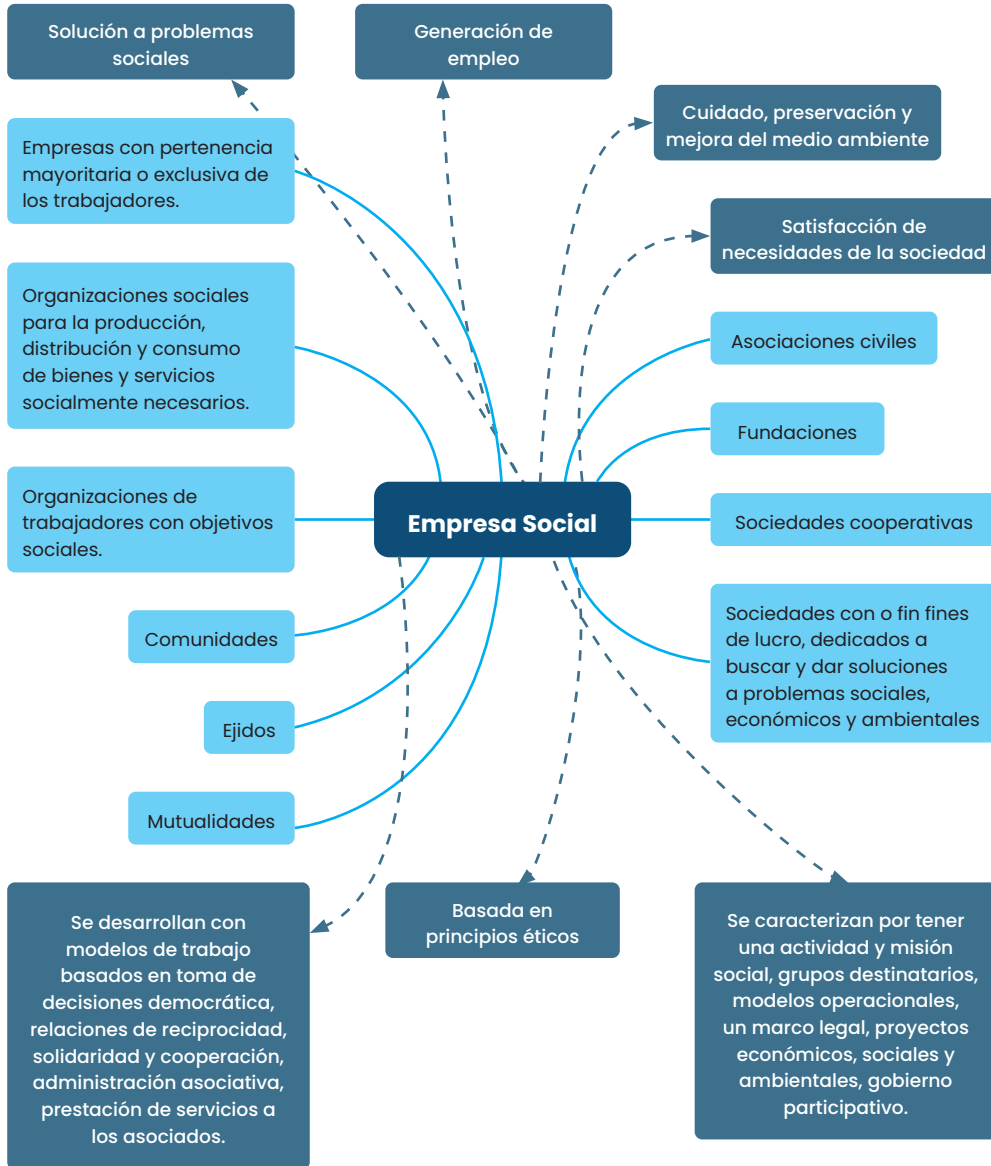 Solución a problemas
sociales
Generación de
empleo
Cuidado, preservación y
mejora del medio ambiente
Empresas con pertenencia
mayoritaria o exclusiva de
los trabajadores.
Satisfacción de
necesidades de la sociedad
Organizaciones sociales
para la producción,
distribución y consumo
de bienes y servicios
socialmente necesarios.
Asociaciones civiles
Fundaciones
Organizaciones de
trabajadores con objetivos
sociales.
Empresa Social
Sociedades cooperativas
Comunidades
Sociedades con o fin fines
de lucro, dedicados a
buscar y dar soluciones
a problemas sociales,
económicos y ambientales
Ejidos
Mutualidades
Se desarrollan con
modelos de trabajo
basados en toma de
decisiones democrática,
relaciones de reciprocidad,
solidaridad y cooperación,
administración asociativa,
prestación de servicios a
los asociados.
Basada en
principios éticos
Se caracterizan por tener
una actividad y misión
social, grupos destinatarios,
modelos operacionales,
un marco legal, proyectos
económicos, sociales y
ambientales, gobierno
participativo.